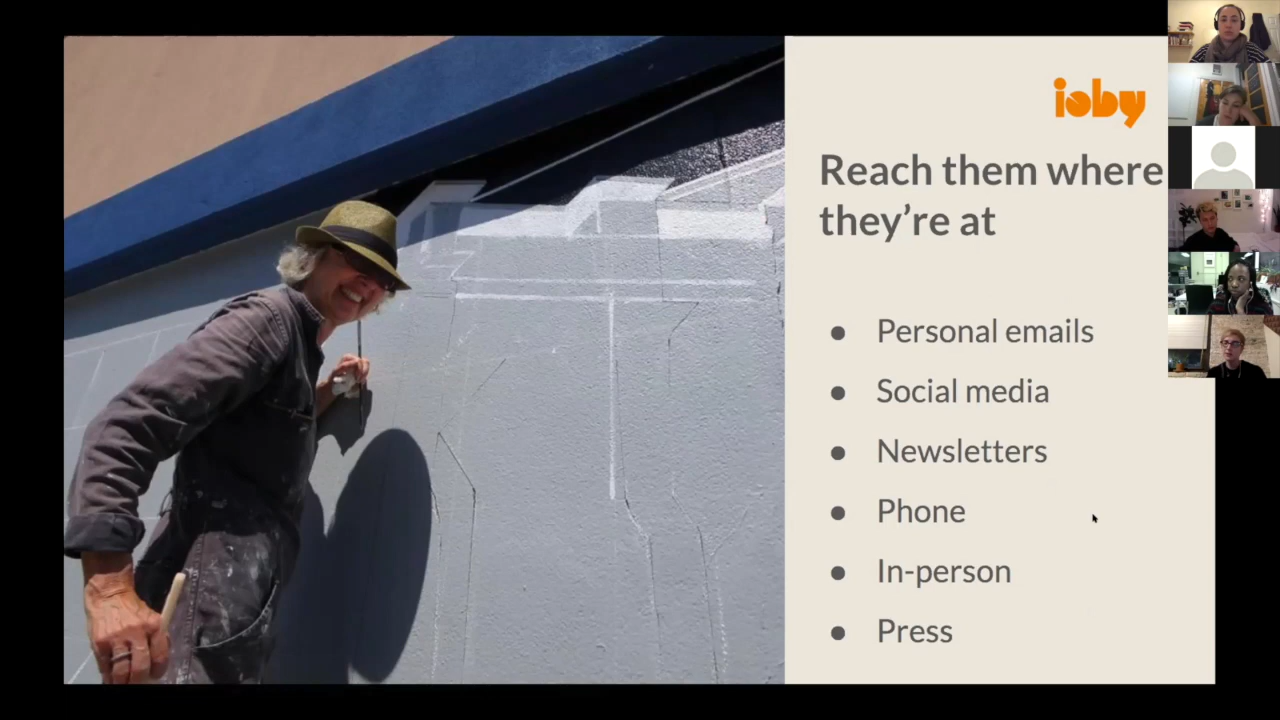 ioby
Reach them where
they're at
● Personal emails
● Social media
● Newsletters
● Phone
● In-person
● Press